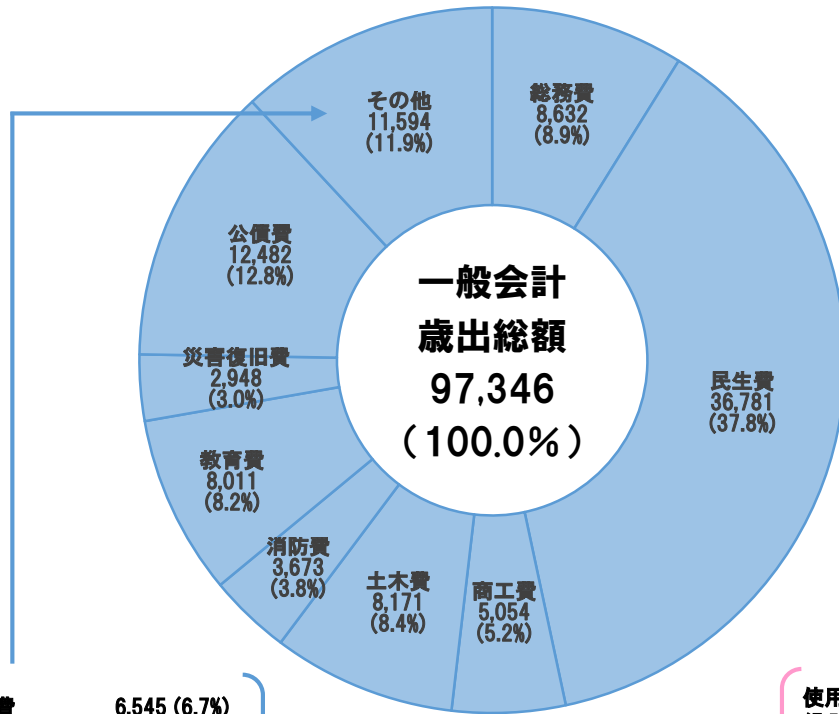 その他
11,594
(11.9%)
総務費
8,632
(8.9%)
公債費
12,482
(12.8%)
一般会計
歳出総額
97,346
(100.0%)
災害復旧費
2,948
(3.0%)
民生費
36,781
(37.8%)
教育費
8,011
(8.2%)
消防費
3,673
(3.8%)
土木費
8,171
(8.4%)
商工費
5,054
(5.2%)
費 6,545 (6.7%)
使用